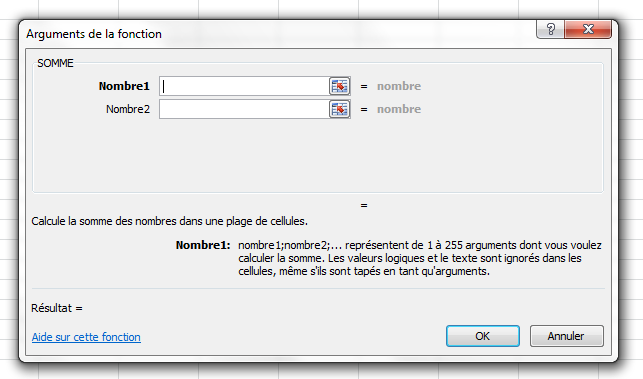 Arguments de la fonction
?
SOMME
Nombre1 = nombre
Nombre2 = nombre
=
Calcule la somme des nombres dans une plage de cellules.
Nombre1: nombre1;nombre2;... représentent de 1 à 255 arguments dont vous voulez
calculer la somme. Les valeurs logiques et le texte sont ignorés dans les
cellules, même s'ils sont tapés en tant qu'arguments.
Résultat =
Aide sur cette fonction
OK
Annuler